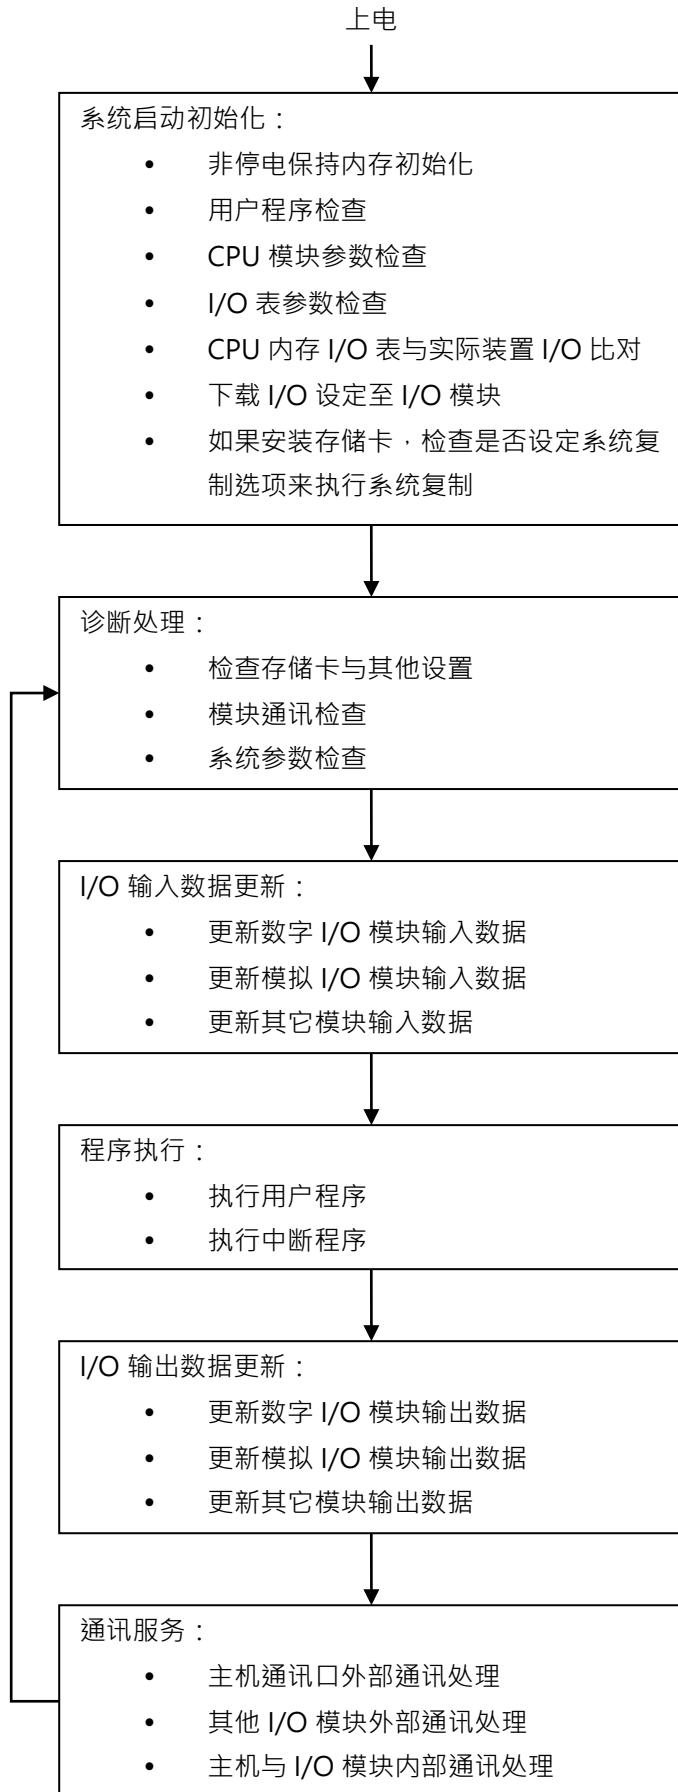 上电
系统启动初始化：
• 非停电保持内存初始化
• 用户程序检查
• CPU 模块参数检查
• I/O 表参数检查
• CPU 内存 I/O 表与实际装置 I/O 比对
• 下载 I/O 设定至 I/O 模块
• 如果安装存储卡，检查是否设定系统复
制选项来执行系统复制
诊断处理：
• 检查存储卡与其他设置
• 模块通讯检查
• 系统参数检查
I/O 输入数据更新：
• 更新数字 I/O 模块输入数据
• 更新模拟 I/O 模块输入数据
• 更新其它模块输入数据
程序执行：
• 执行用户程序
• 执行中断程序
I/O 输出数据更新：
• 更新数字 I/O 模块输出数据
• 更新模拟 I/O 模块输出数据
• 更新其它模块输出数据
通讯服务：
• 主机通讯口外部通讯处理
• 其他 I/O 模块外部通讯处理
• 主机与 I/O 模块内部通讯处理